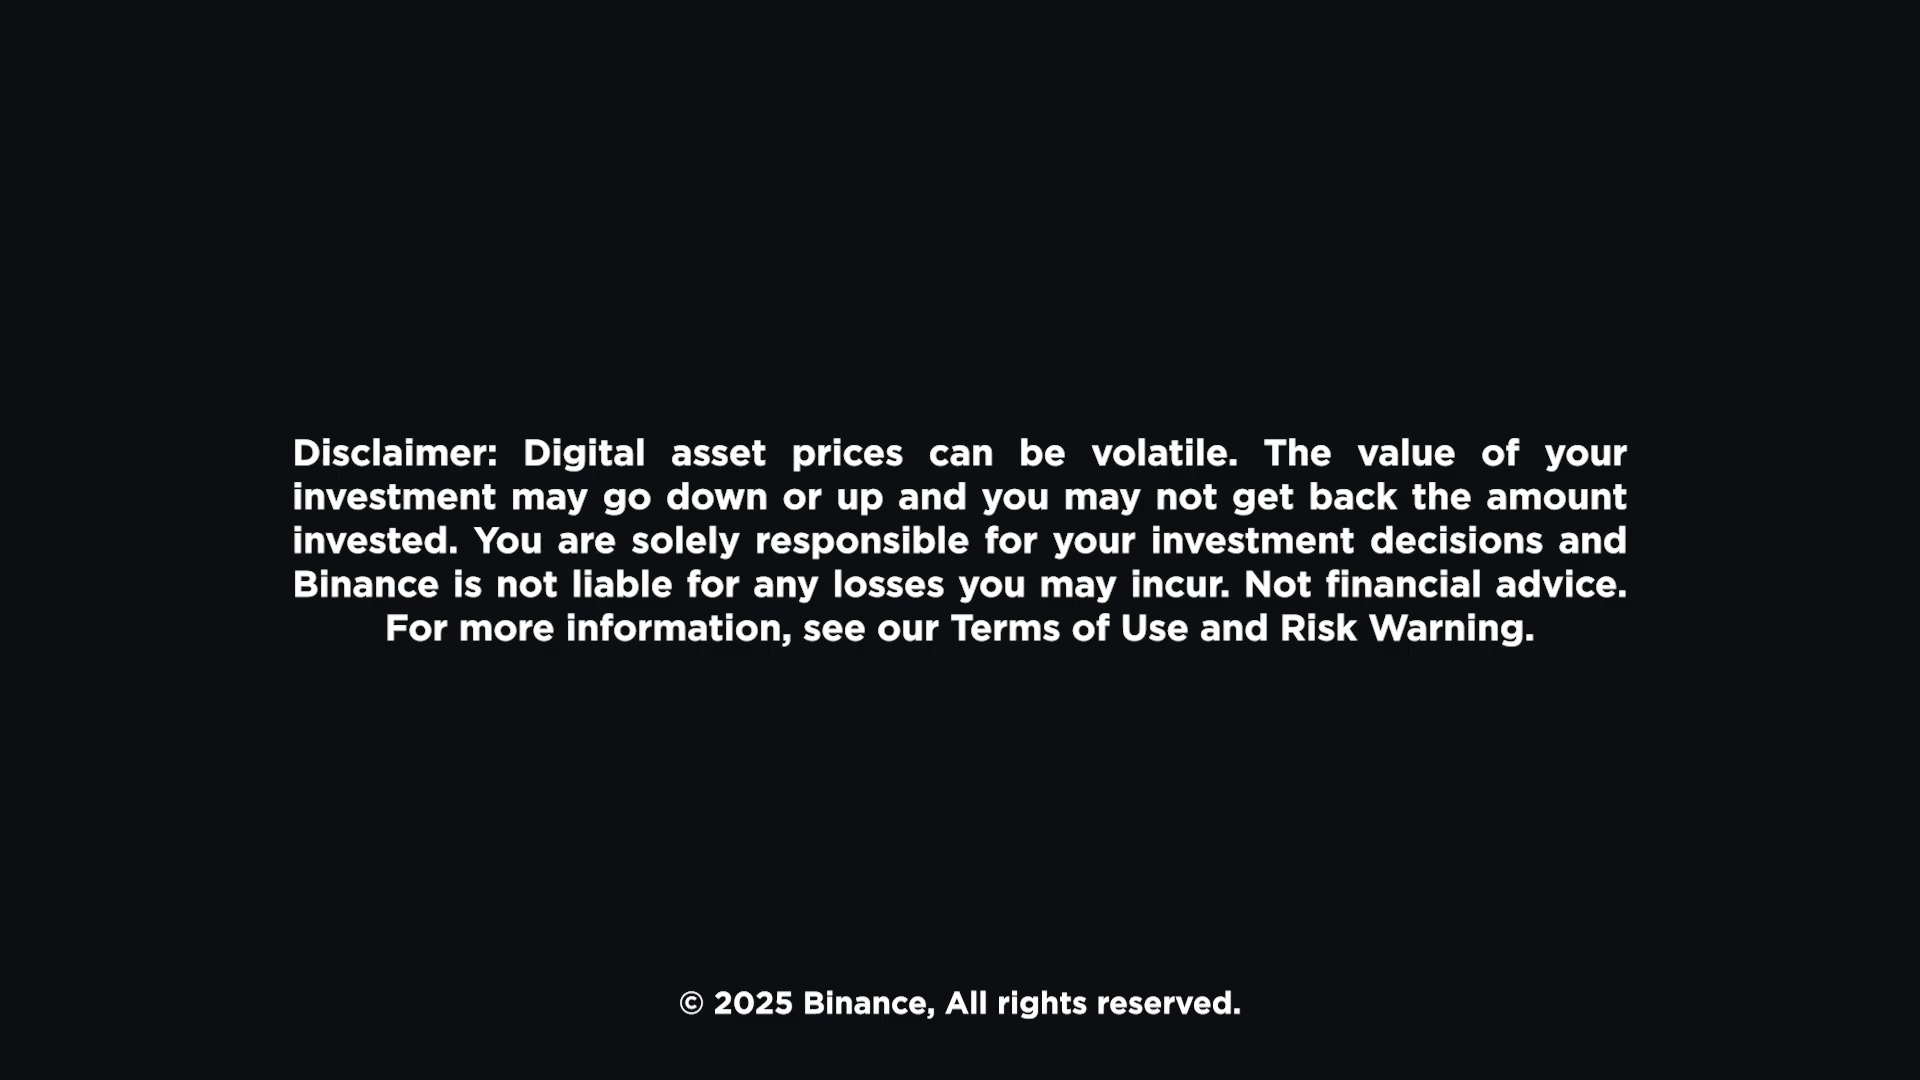 Disclaimer: Digital asset prices can be volatile. The value of your
investment may go down or up and you may not get back the amount
invested. You are solely responsible for your investment decisions and
Binance is not liable for any losses you may incur. Not financial advice.
For more information, see our Terms of Use and Risk Warning.
© 2025 Binance, All rights reserved.